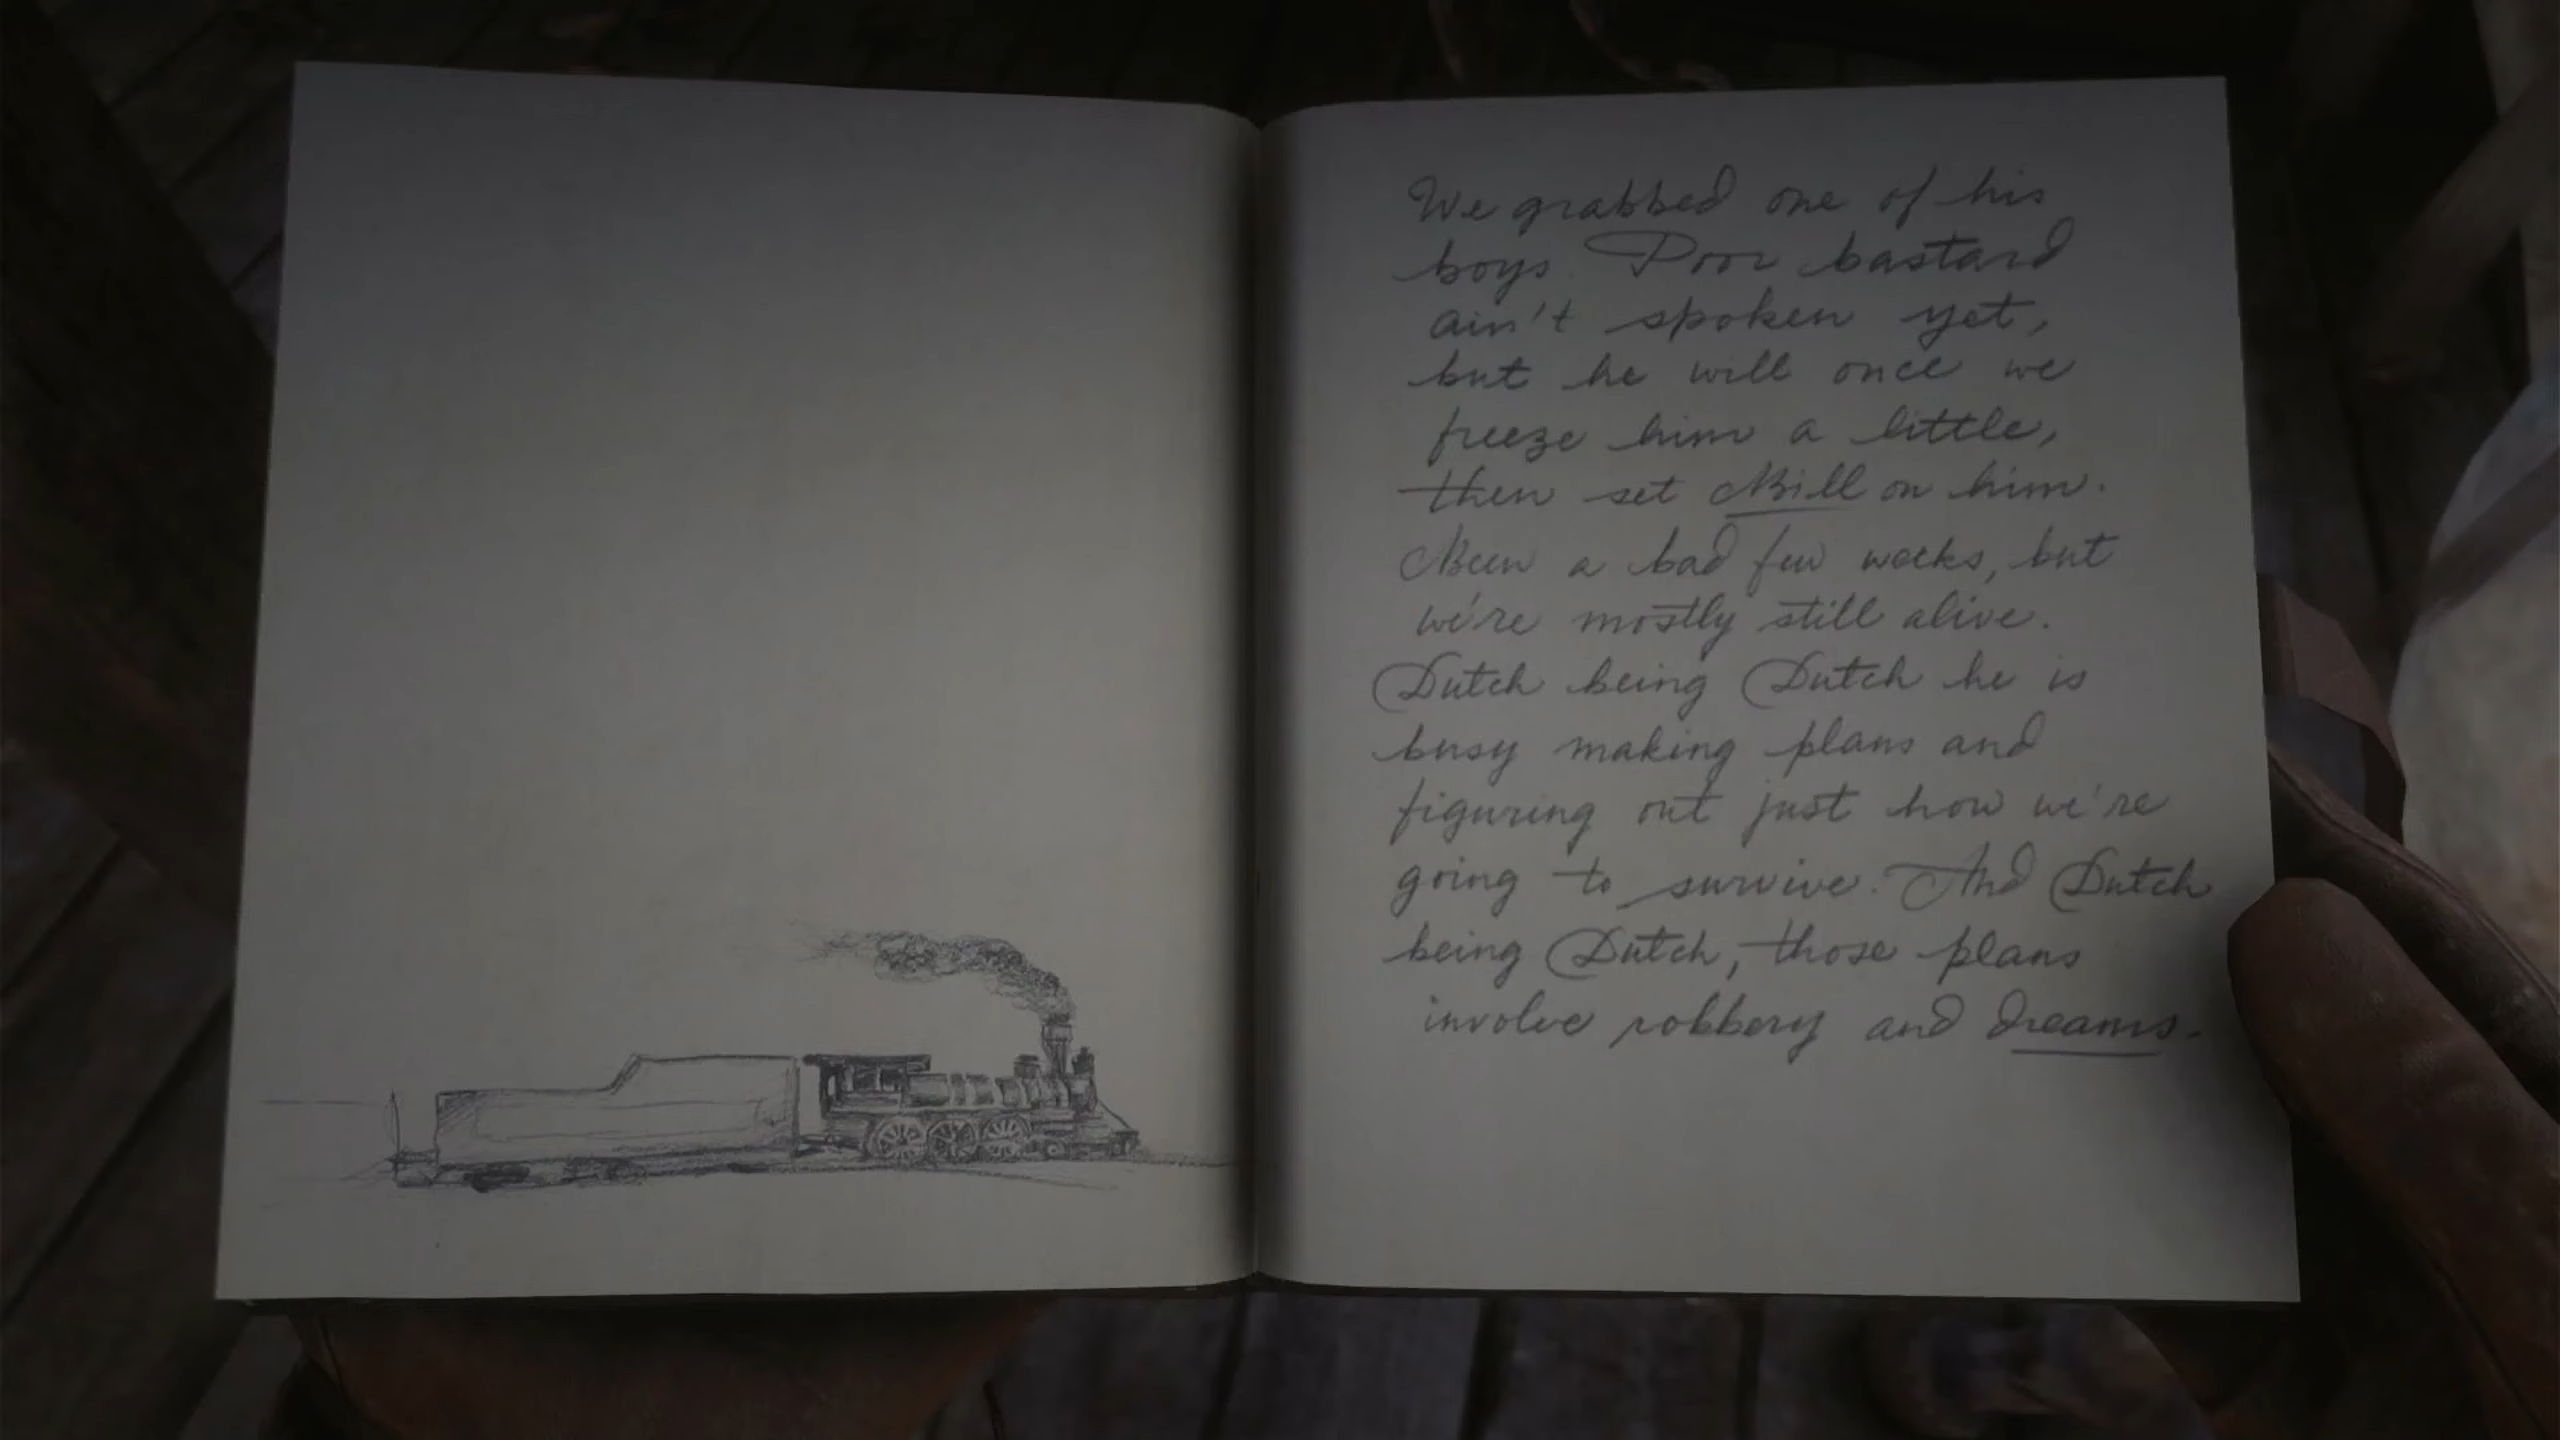 We grabbed one of his
boys. Poor bastard
ain't spoken yet,
but he will once we
freeze him a little,
then set Bill on him.
Been a bad few weeks, but
we're mostly still alive.
Dutch being Dutch he is
busy making plans and
figuring out just how we're
going to survive. And Dutch
being Dutch, those plans
involve robbery and dreams.